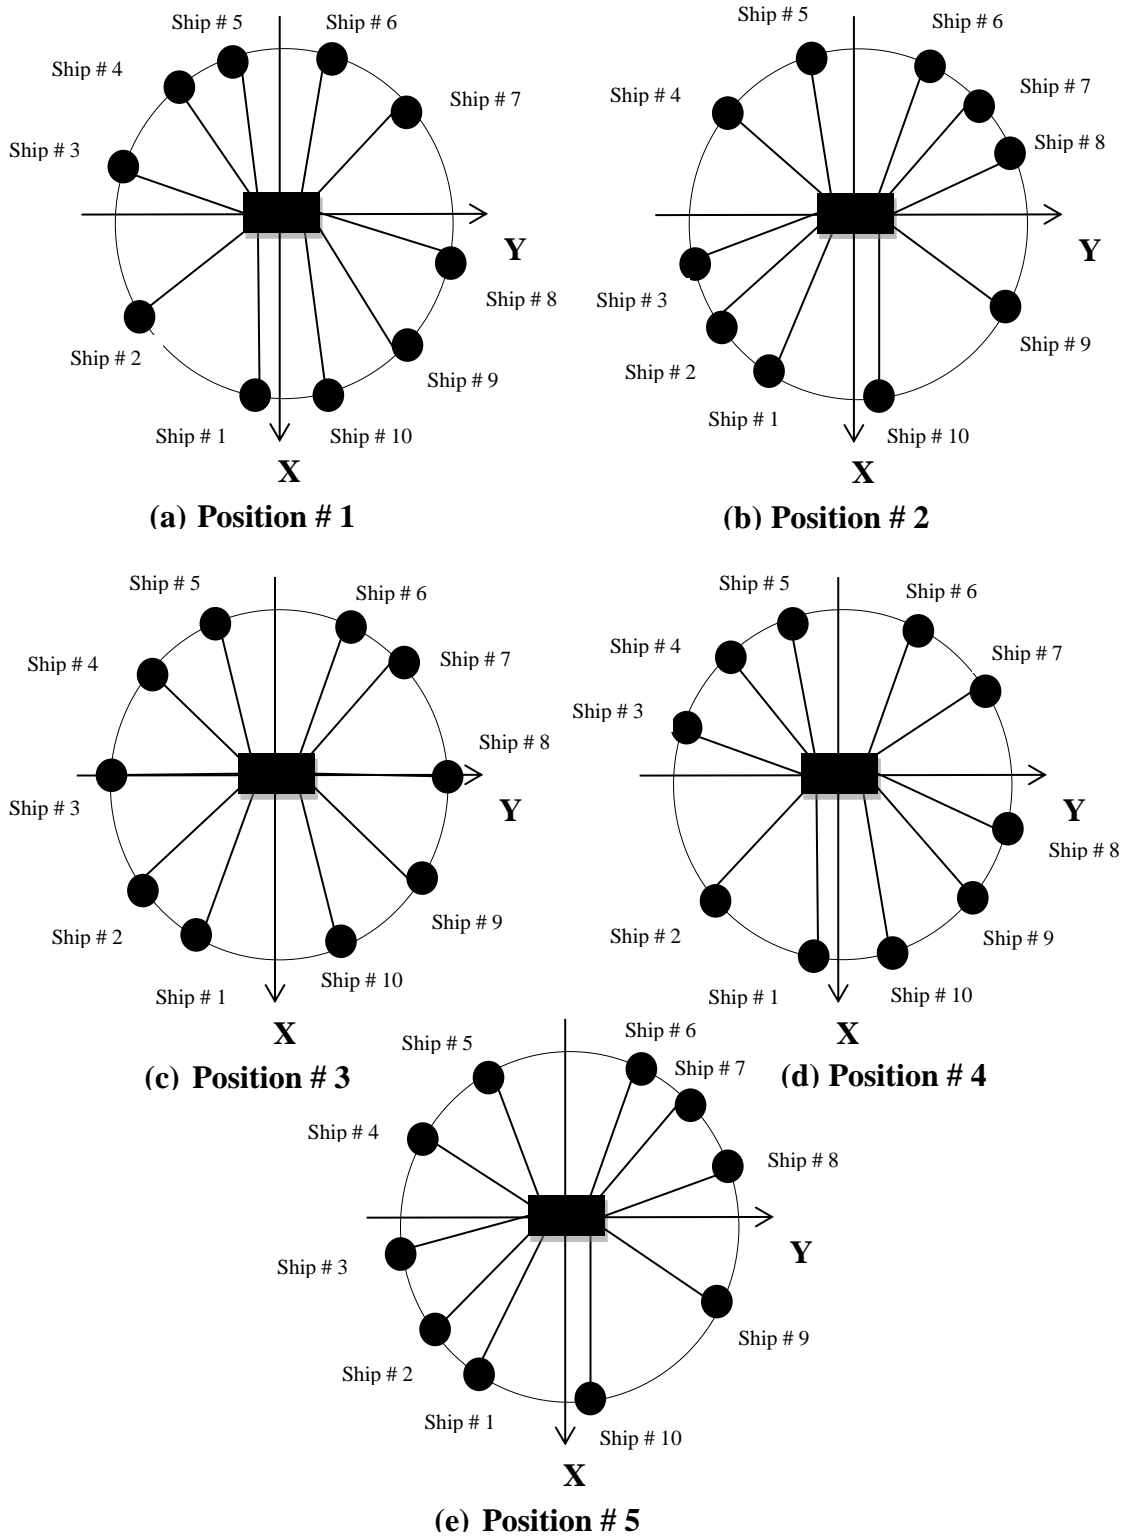 Ship # 5
Ship # 6
Ship # 4
Ship # 7
Ship # 3
Y
Ship # 8
Ship # 2
Ship # 9
Ship # 1
Ship # 10
X
(a) Position # 1
Ship # 5
Ship # 6
Ship # 4
Ship # 7
Ship # 8
Y
Ship # 3
Ship # 9
Ship # 2
Ship # 1
Ship # 10
X
(b) Position # 2
Ship # 5
Ship # 6
Ship # 4
Ship # 7
Ship # 8
Ship # 3
Y
Ship # 9
Ship # 2
Ship # 10
Ship # 1
X
(c) Position # 3
Ship # 5
Ship # 6
Ship # 4
Ship # 7
Ship # 3
Y
Ship # 8
Ship # 2
Ship # 9
Ship # 1
Ship # 10
X
(d) Position # 4
Ship # 6
Ship # 5
Ship # 7
Ship # 4
Ship # 8
Y
Ship # 3
Ship # 9
Ship # 2
Ship # 1
Ship # 10
X
(e) Position # 5